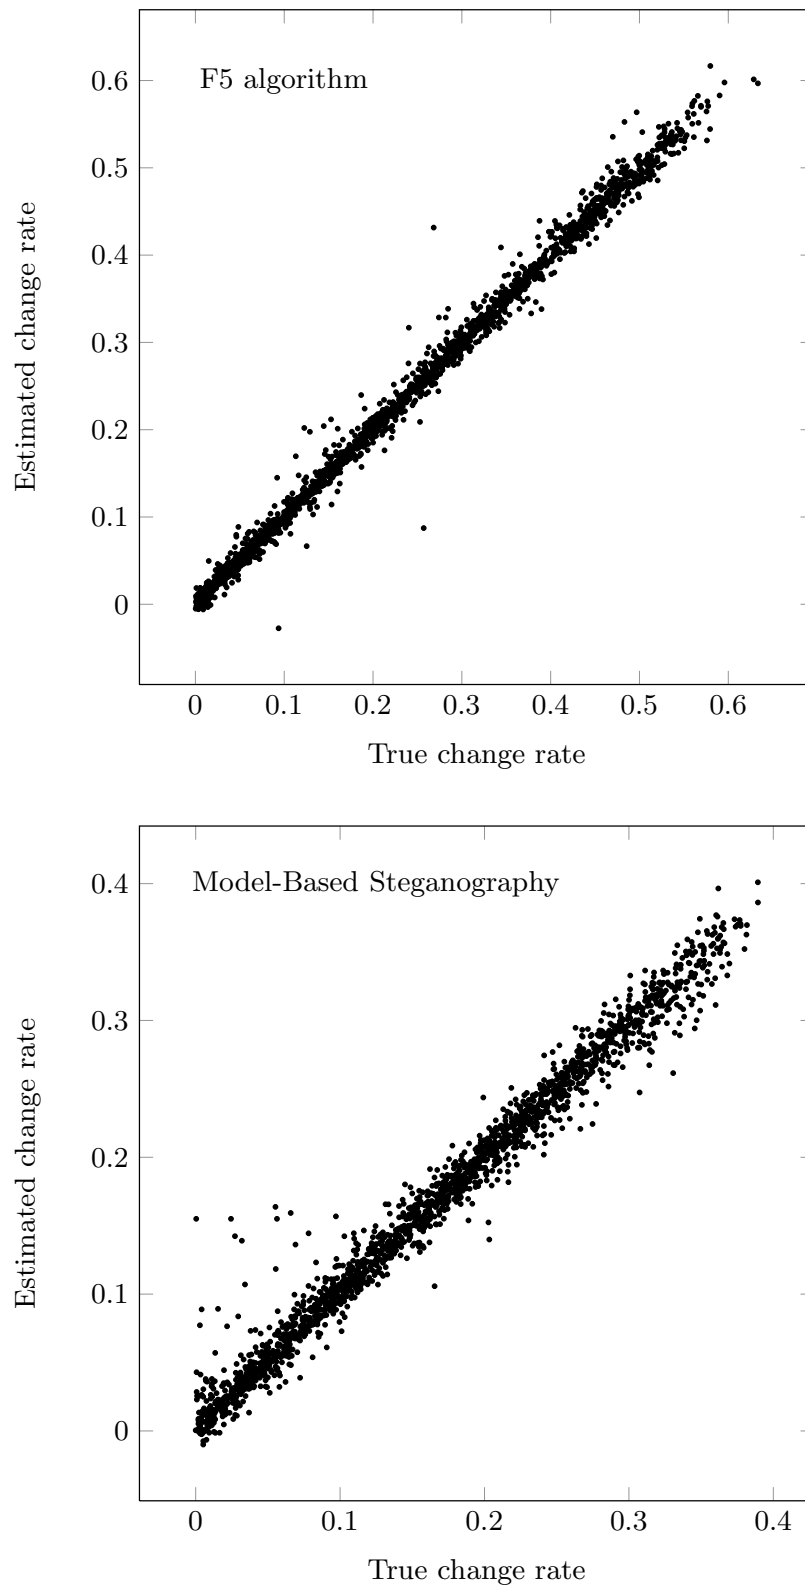 F5 algorithm
Estimated change rate
0.6
0.5
0.4
0.3
0.2
0.1
0
0 0.1 0.2 0.3 0.4 0.5 0.6
True change rate
Model-Based Steganography
Estimated change rate
0.4
0.3
0.2
0.1
0
0 0.1 0.2 0.3 0.4
True change rate